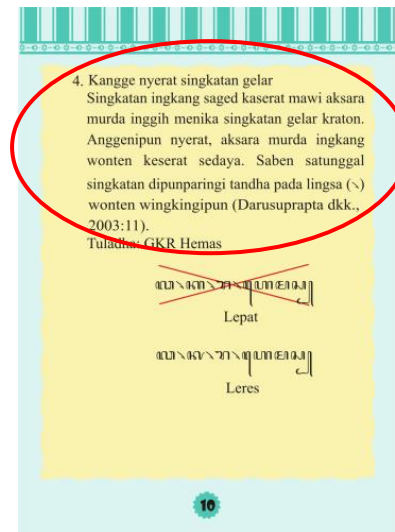 4. Kangge nyerat singkatan gelar
Singkatan ingkang saged kaserat mawi aksara
murda inggih menika singkatan gelar kraton.
Anggenipun nyerat, aksara murda ingkang
wonten keserat sedaya. Saben satunggal
singkatan dipunparingi tandha pada lingsa (꧈)
wonten wingkingipun (Darusuprapta dkk.,
2003:11).
Tuladha: GKR Hemas
Lepat
Leres
10